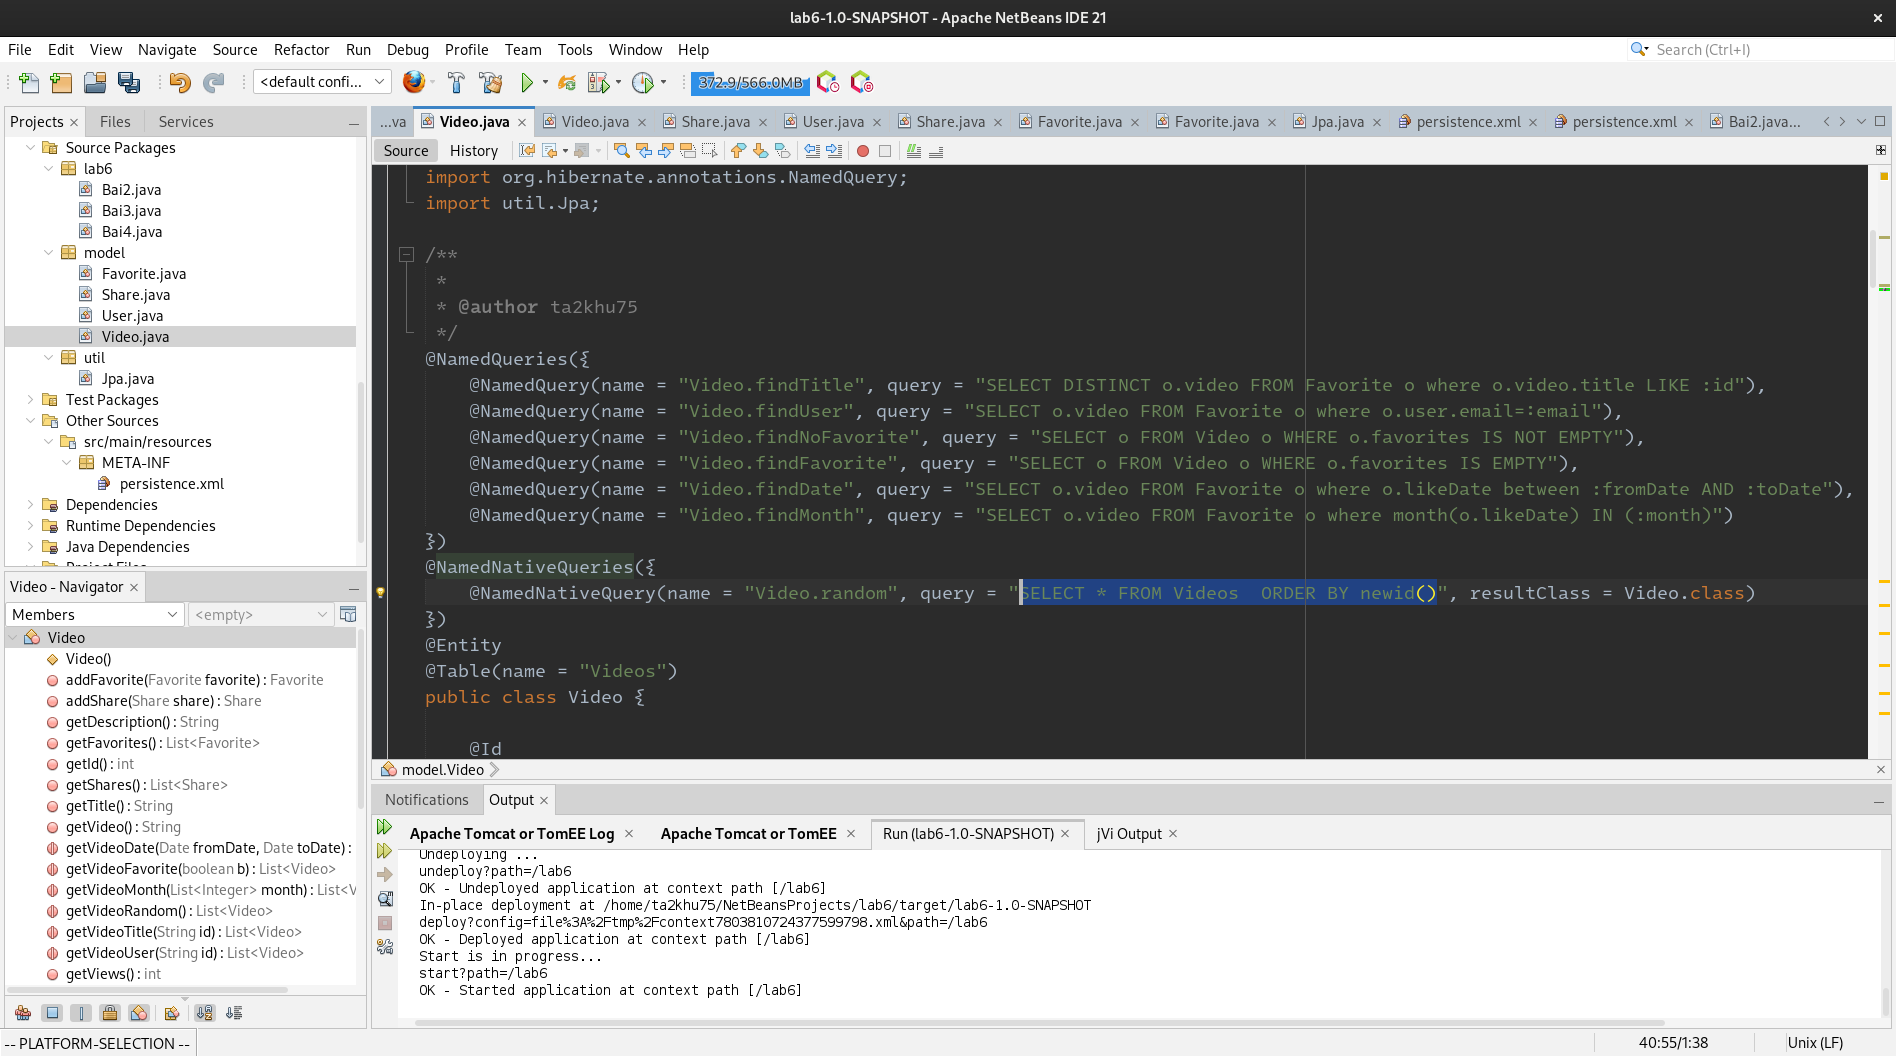 lab6-1.0-SNAPSHOT - Apache NetBeans IDE 21
File Edit View Navigate Source Refactor Run Debug Profile Team Tools Window Help
Search (Ctrl+I)
<default confi...
372.9/566.0MB
Projects Files Services
Source Packages
lab6
Bai2.java
Bai3.java
Bai4.java
model
Favorite.java
Share.java
User.java
Video.java
util
Jpa.java
Test Packages
Other Sources
src/main/resources
META-INF
persistence.xml
Dependencies
Runtime Dependencies
Java Dependencies
Project Files
Video - Navigator
Members <empty>
Video
Video()
addFavorite(Favorite favorite) : Favorite
addShare(Share share) : Share
getDescription() : String
getFavorites() : List<Favorite>
getId() : int
getShares() : List<Share>
getTitle() : String
getVideo() : String
getVideoDate(Date fromDate, Date toDate) :
getVideoFavorite(boolean b) : List<Video>
getVideoMonth(List<Integer> month) : List<V
getVideoRandom() : List<Video>
getVideoTitle(String id) : List<Video>
getVideoUser(String id) : List<Video>
getViews() : int
...va Video.java Video.java Share.java User.java Share.java Favorite.java Favorite.java Jpa.java persistence.xml persistence.xml Bai2.java...
Source History
import org.hibernate.annotations.NamedQuery;
import util.Jpa;
/**
*
* @author ta2khu75
*/
@NamedQueries({
@NamedQuery(name = "Video.findTitle", query = "SELECT DISTINCT o.video FROM Favorite o where o.video.title LIKE :id"),
@NamedQuery(name = "Video.findUser", query = "SELECT o.video FROM Favorite o where o.user.email=:email"),
@NamedQuery(name = "Video.findNoFavorite", query = "SELECT o FROM Video o WHERE o.favorites IS NOT EMPTY"),
@NamedQuery(name = "Video.findFavorite", query = "SELECT o FROM Video o WHERE o.favorites IS EMPTY"),
@NamedQuery(name = "Video.findDate", query = "SELECT o.video FROM Favorite o where o.likeDate between :fromDate AND :toDate"),
@NamedQuery(name = "Video.findMonth", query = "SELECT o.video FROM Favorite o where month(o.likeDate) IN (:month)")
})
@NamedNativeQueries({
@NamedNativeQuery(name = "Video.random", query = "SELECT * FROM Videos  ORDER BY newid()", resultClass = Video.class)
})
@Entity
@Table(name = "Videos")
public class Video {
@Id
model.Video
Notifications Output
Apache Tomcat or TomEE Log Apache Tomcat or TomEE Run (lab6-1.0-SNAPSHOT) jVi Output
Undeploying ...
undeploy?path=/lab6
OK - Undeployed application at context path [/lab6]
In-place deployment at /home/ta2khu75/NetBeansProjects/lab6/target/lab6-1.0-SNAPSHOT
deploy?config=file%3A%2Ftmp%2Fcontext7803810724377599798.xml&path=/lab6
OK - Deployed application at context path [/lab6]
Start is in progress...
start?path=/lab6
OK - Started application at context path [/lab6]
-- PLATFORM-SELECTION --
40:55/1:38 Unix (LF)